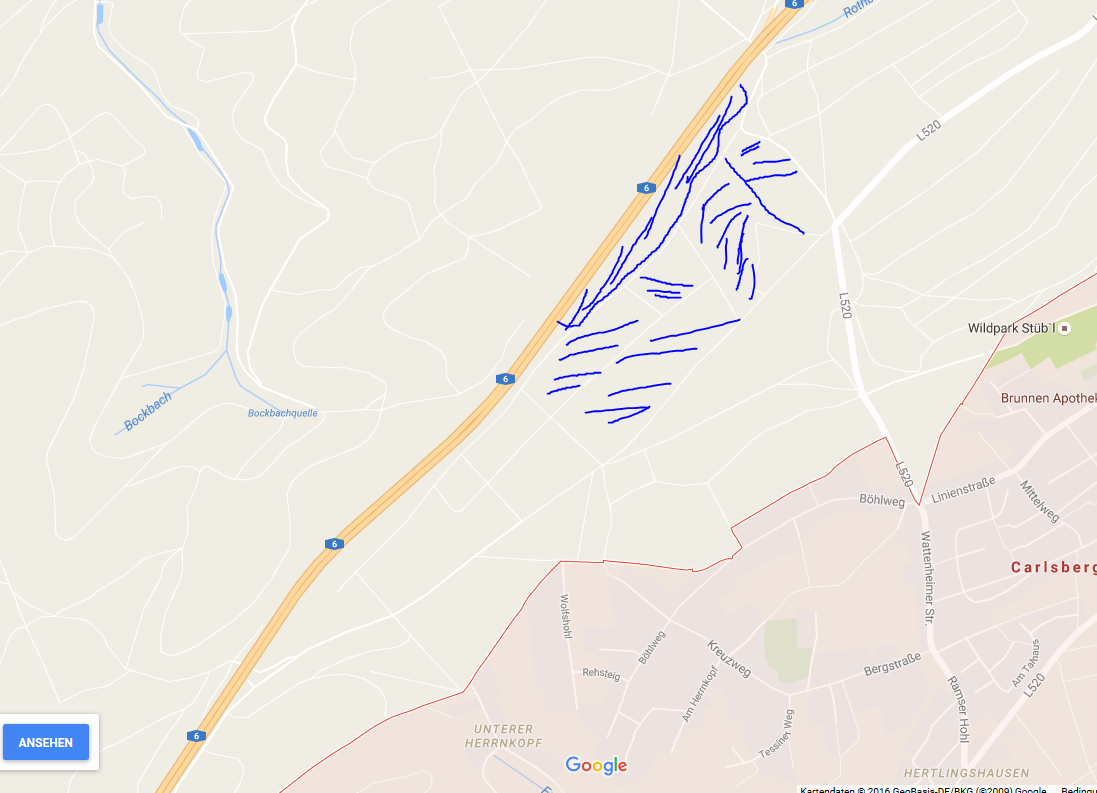 6
Rothb
L520
6
L520
Wildpark Stüb´l
6
Brunnen Apothek
Bockbach
Bockbachquelle
L520
Linienstraße
Böhlweg
Mittelweg
6
Wattenheimer Str.
Carlsberg
Wolfshohl
Böhlweg
Kreuzweg
Bergstraße
Am Talhaus
Rehsteig
Am Herrnkopf
L520
Ramser Hohl
6
UNTERER
HERRNKOPF
Tessiner Weg
ANSEHEN
Google
HERTLINGSHAUSEN
Kartendaten © 2016 GeoBasis-DE/BKG (©2009) Google
Bedingu